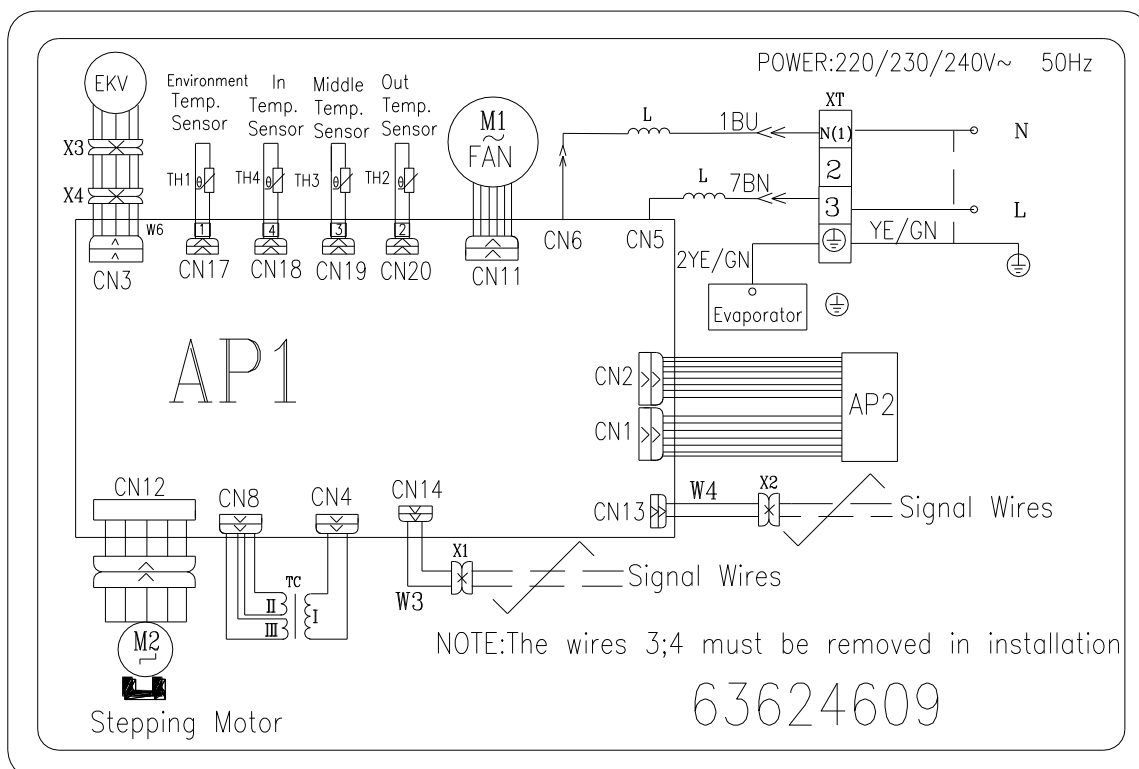 POWER:220/230/240V~ 50Hz
EKV
Environment Temp. Sensor
In Temp. Sensor
Middle Temp. Sensor
Out Temp. Sensor
M1
~
FAN
X3
X4
TH1
θ
TH4
θ
TH3
θ
TH2
θ
W6
1
4
3
2
CN3
CN17
CN18
CN19
CN20
CN11
CN6
CN5
L
1BU
L
7BN
XT
N(1)
2
3
N
L
YE/GN
2YE/GN
Evaporator
AP1
CN2
CN1
AP2
CN13
W4
X2
Signal Wires
CN12
CN8
CN4
CN14
X1
W3
Signal Wires
TC
II
III
I
M2
Stepping Motor
NOTE:The wires 3;4 must be removed in installation
63624609